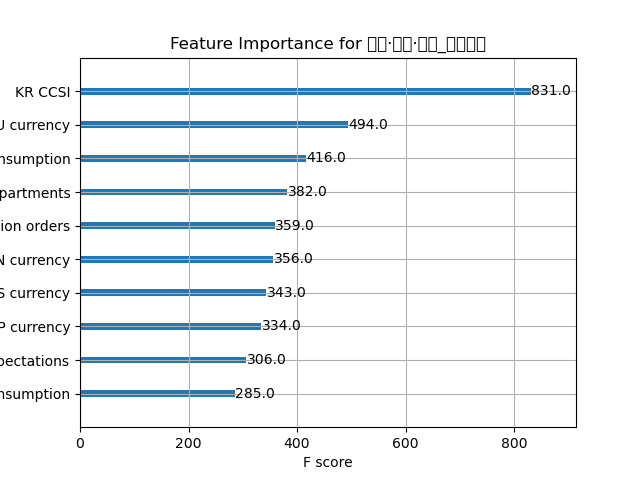 Feature Importance for □□·□□·□□_□□□□
KR CCSI
831.0
U currency
494.0
nsumption
416.0
partments
382.0
ion orders
359.0
N currency
356.0
S currency
343.0
P currency
334.0
pectations
306.0
nsumption
285.0
0 200 400 600 800
F score